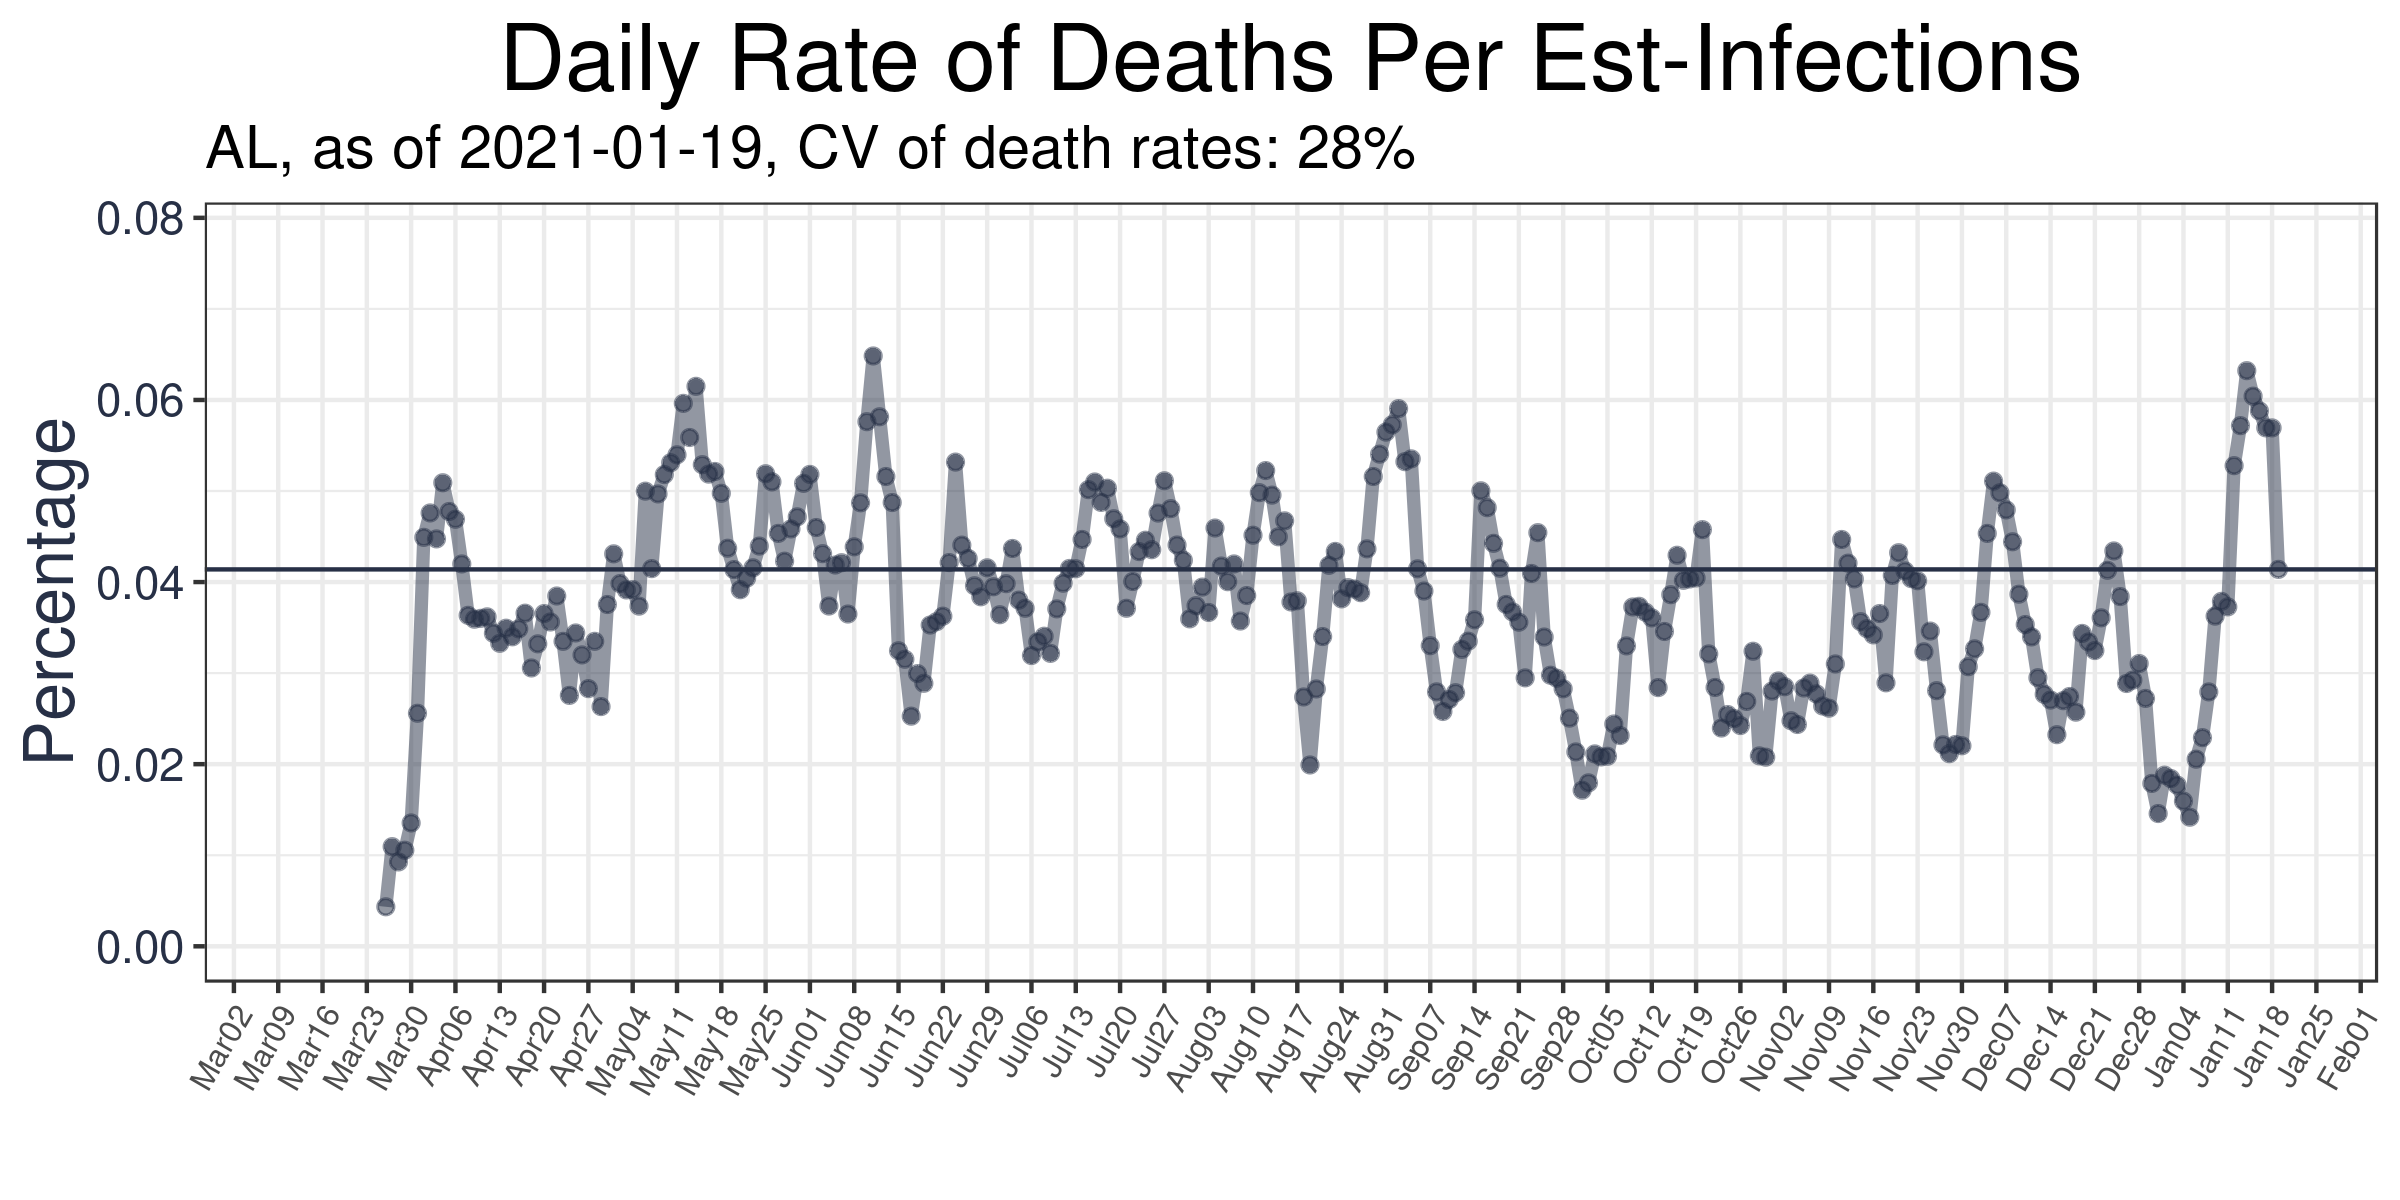 Daily Rate of Deaths Per Est-Infections
AL, as of 2021-01-19, CV of death rates: 28%
Percentage
0.08
0.06
0.04
0.02
0.00
Mar02
Mar09
Mar16
Mar23
Mar30
Apr06
Apr13
Apr20
Apr27
May04
May11
May18
May25
Jun01
Jun08
Jun15
Jun22
Jun29
Jul06
Jul13
Jul20
Jul27
Aug03
Aug10
Aug17
Aug24
Aug31
Sep07
Sep14
Sep21
Sep28
Oct05
Oct12
Oct19
Oct26
Nov02
Nov09
Nov16
Nov23
Nov30
Dec07
Dec14
Dec21
Dec28
Jan04
Jan11
Jan18
Jan25
Feb01